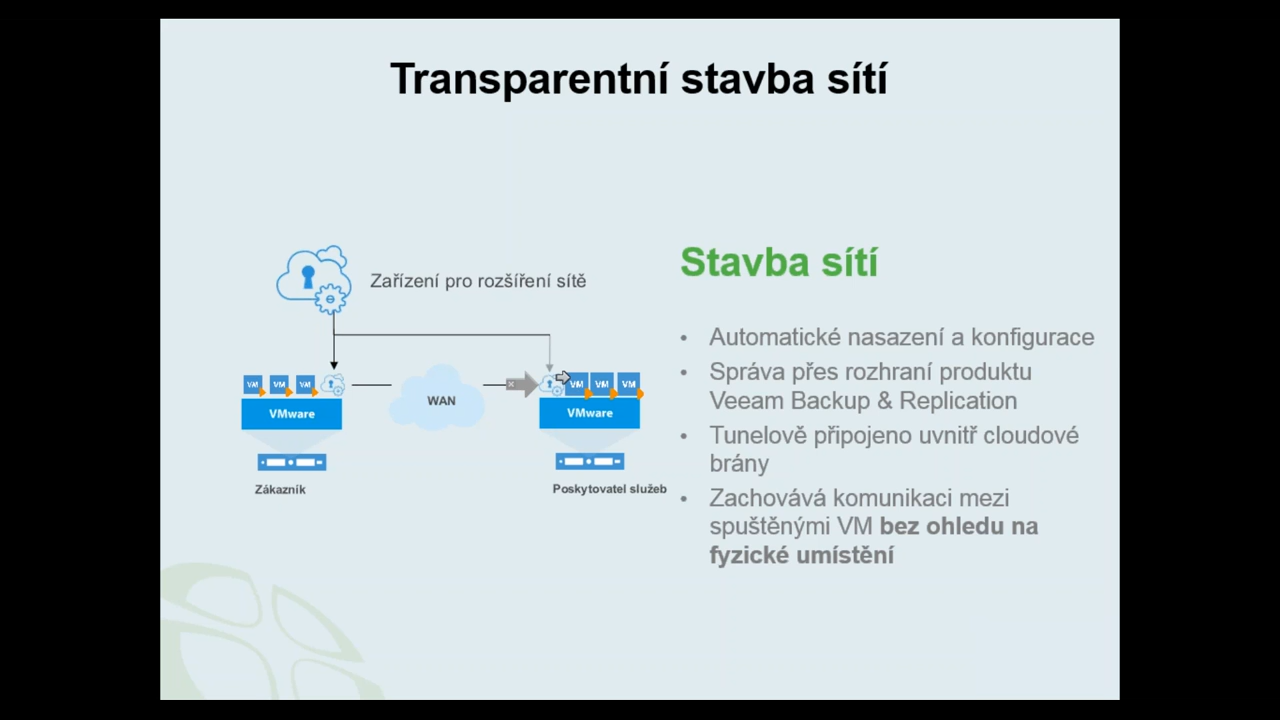 Transparentní stavba sítí
Zařízení pro rozšíření sítě
VM VM VM
VMware
WAN
VM VM VM
VMware
Zákazník
Poskytovatel služeb
Stavba sítí
• Automatické nasazení a konfigurace
• Správa přes rozhraní produktu
Veeam Backup & Replication
• Tunelově připojeno uvnitř cloudové
brány
• Zachovává komunikaci mezi
spuštěnými VM bez ohledu na
fyzické umístění